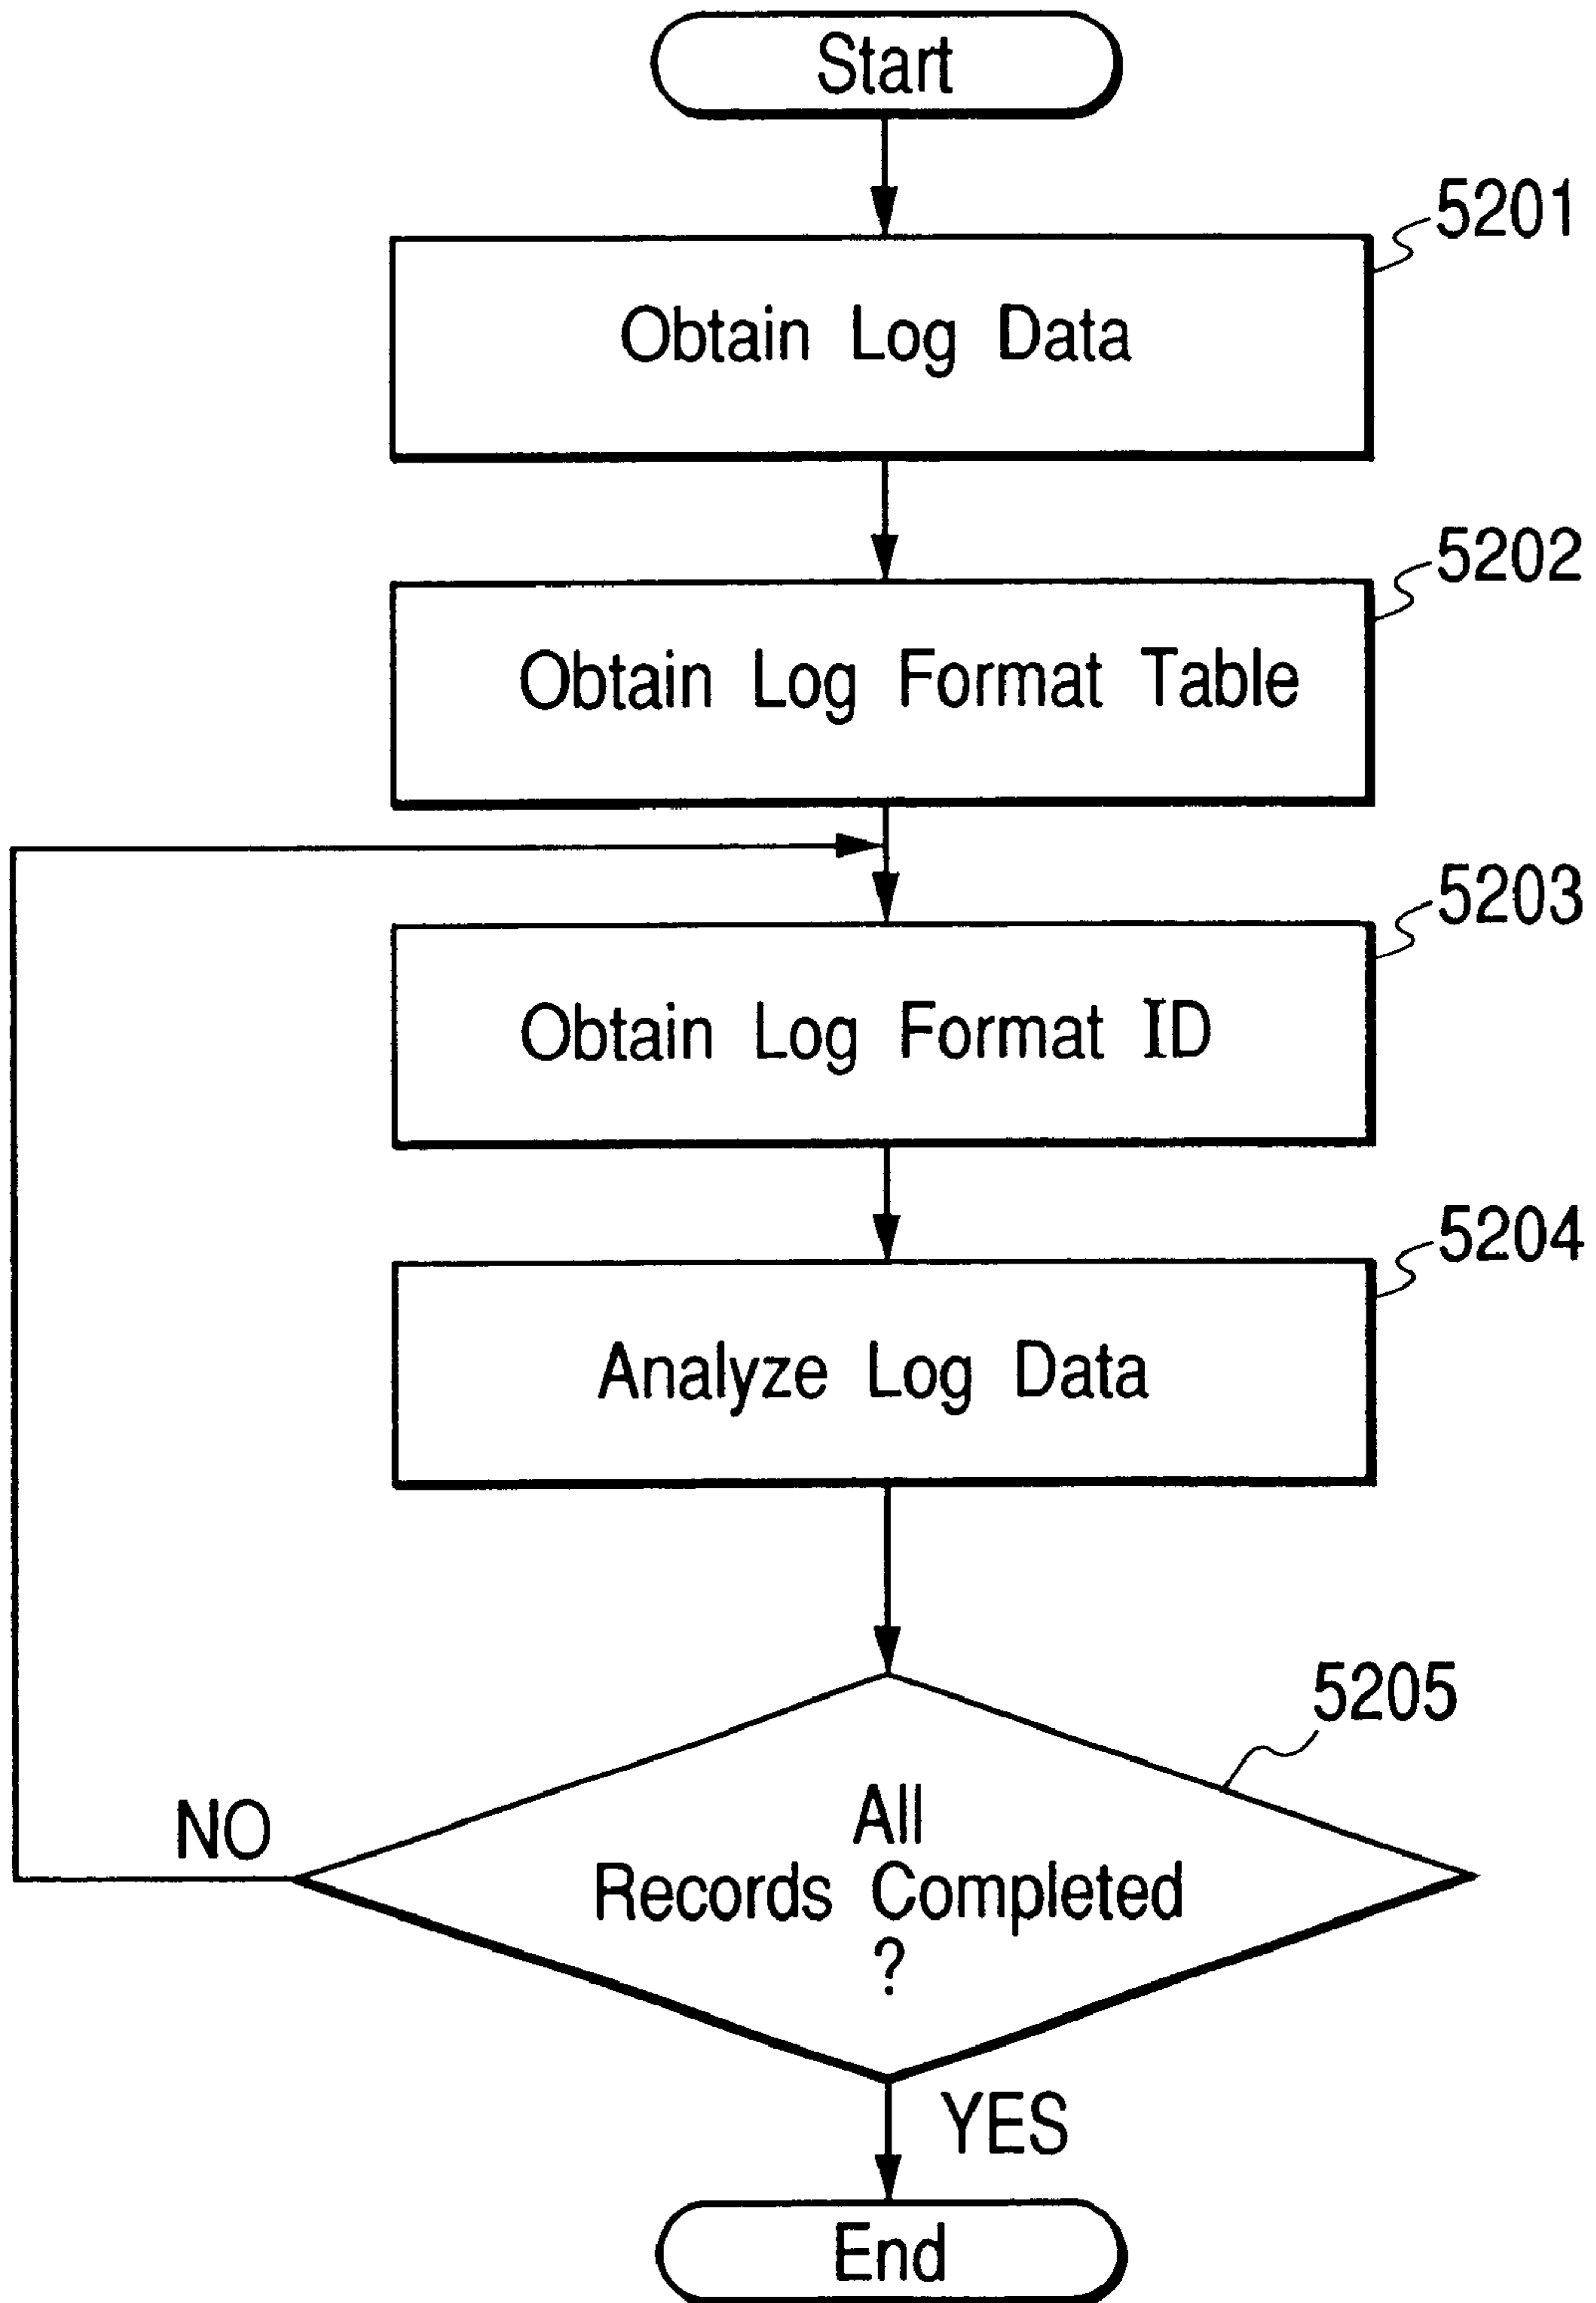 Start
5201
Obtain Log Data
5202
Obtain Log Format Table
5203
Obtain Log Format ID
5204
Analyze Log Data
5205
All
Records Completed
?
NO
YES
End